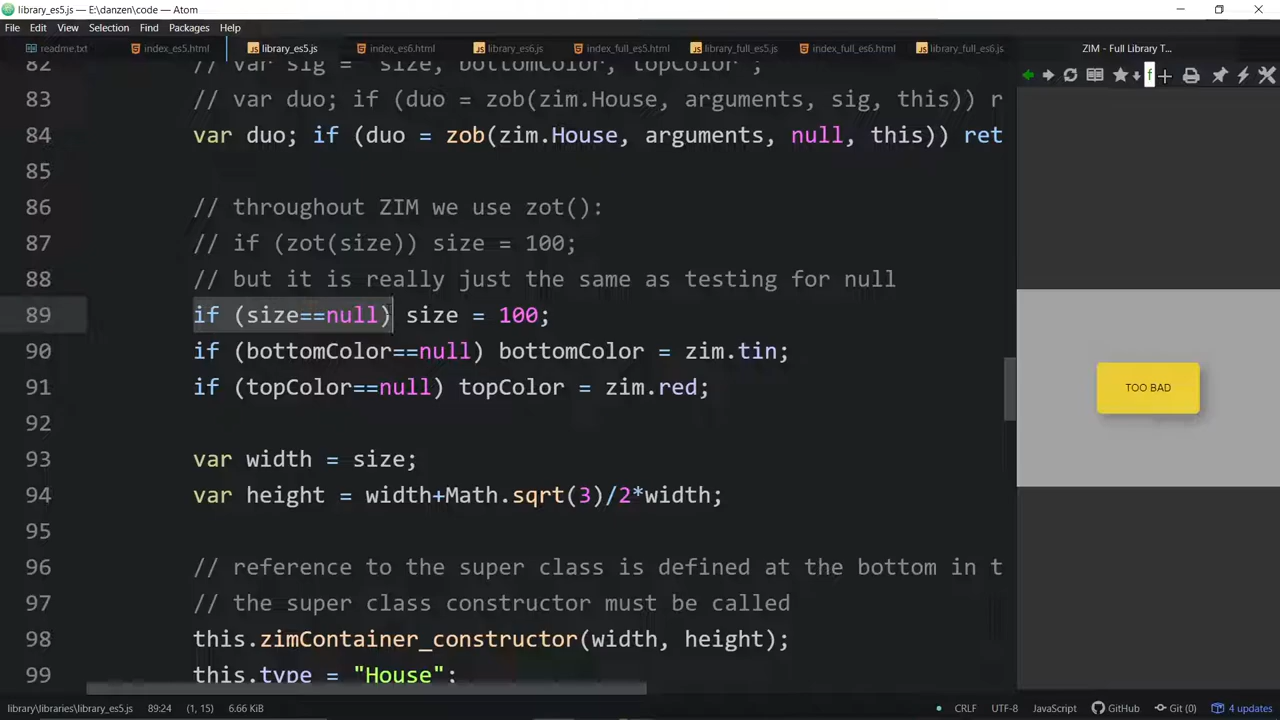 library_es5.js — E:\danzen\code — Atom
File Edit View Selection Find Packages Help
readme.txt index_es5.html library_es5.js index_es6.html library_es6.js index_full_es5.html library_full_es5.js index_full_es6.html library_full_es6.js ZIM - Full Library T...
82 // var sig = "size, bottomColor, topColor";
83 // var duo; if (duo = zob(zim.House, arguments, sig, this)) r
84 var duo; if (duo = zob(zim.House, arguments, null, this)) ret
85
86 // throughout ZIM we use zot():
87 // if (zot(size)) size = 100;
88 // but it is really just the same as testing for null
89 if (size==null) size = 100;
90 if (bottomColor==null) bottomColor = zim.tin;
91 if (topColor==null) topColor = zim.red;
92
93 var width = size;
94 var height = width+Math.sqrt(3)/2*width;
95
96 // reference to the super class is defined at the bottom in t
97 // the super class constructor must be called
98 this.zimContainer_constructor(width, height);
99 this.type = "House";
TOO BAD
library\libraries\library_es5.js 89:24 (1, 15) 6.66 KiB CRLF UTF-8 JavaScript GitHub Git (0) 4 updates